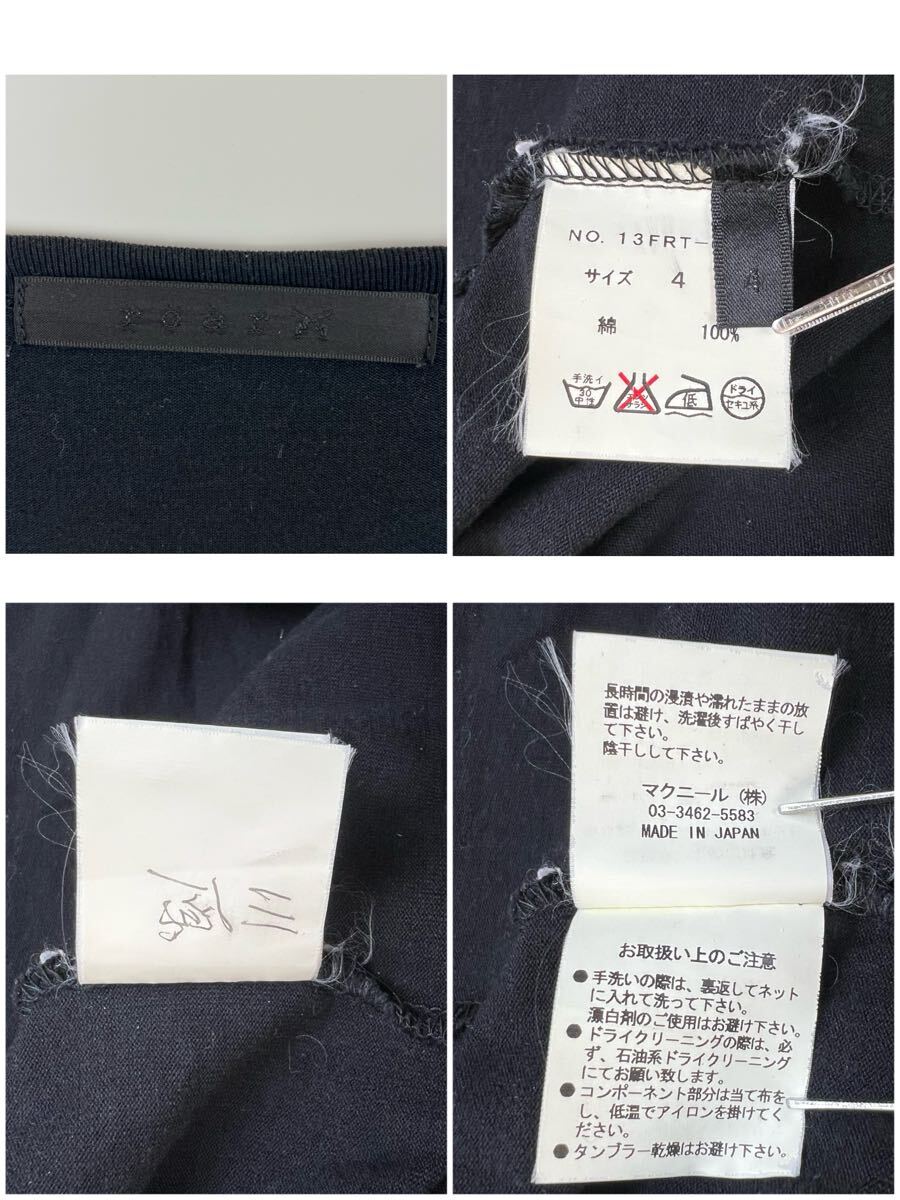 NO. 13FRT-
サイズ 4
4
綿 100%
手洗イ
30
中性
低
ドライ
セキユ系
長時間の浸漬や濡れたままの放
置は避け、洗濯後すばやく干し
て下さい。
陰干しして下さい。
マクニール (株)
03-3462-5583
MADE IN JAPAN
お取扱い上のご注意
● 手洗いの際は、裏返してネット
に入れて洗って下さい。
漂白剤のご使用はお避け下さい。
● ドライクリーニングの際は、必
ず、石油系ドライクリーニング
にてお願い致します。
● コンポーネント部分は当て布を
し、低温でアイロンを掛けてく
ださい。
● タンブラー乾燥はお避け下さい。